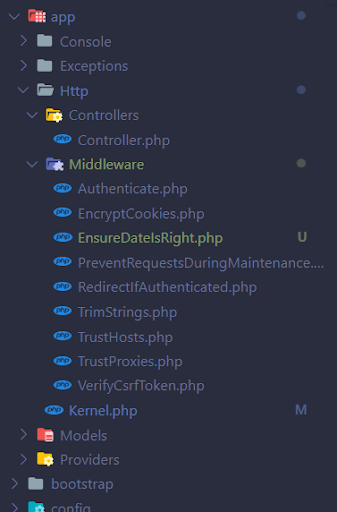 app
Console
Exceptions
Http
Controllers
php Controller.php
Middleware
php Authenticate.php
php EncryptCookies.php
php EnsureDateIsRight.php U
php PreventRequestsDuringMaintenance....
php RedirectIfAuthenticated.php
php TrimStrings.php
php TrustHosts.php
php TrustProxies.php
php VerifyCsrfToken.php
php Kernel.php M
Models
Providers
bootstrap
config